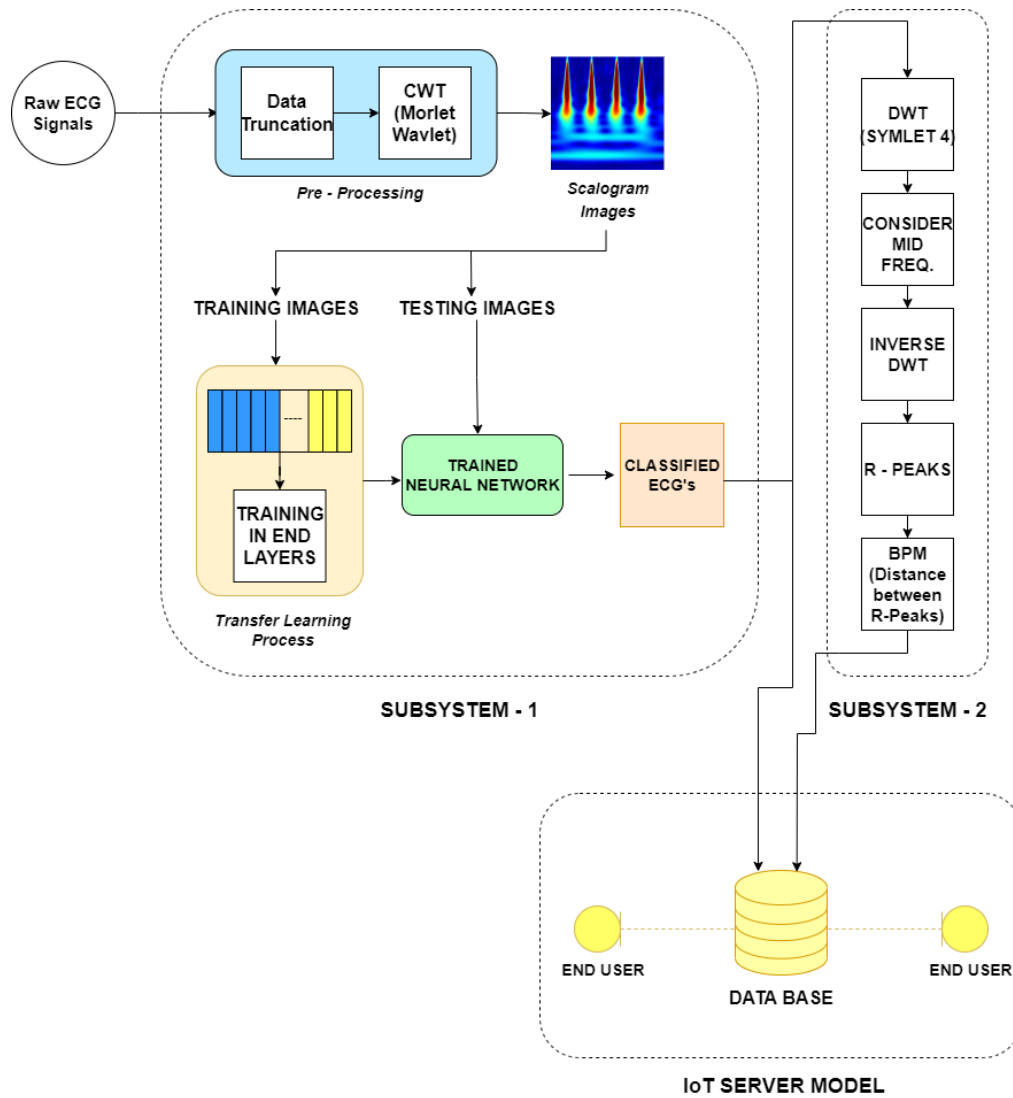 Raw ECG
Signals
Data
Truncation
CWT
(Morlet
Wavlet)
Pre - Processing
Scalogram
Images
TRAINING IMAGES
TESTING IMAGES
----
TRAINING
IN END
LAYERS
Transfer Learning
Process
TRAINED
NEURAL NETWORK
CLASSIFIED
ECG's
SUBSYSTEM - 1
DWT
(SYMLET 4)
CONSIDER
MID
FREQ.
INVERSE
DWT
R - PEAKS
BPM
(Distance
between
R-Peaks)
SUBSYSTEM - 2
END USER
DATA BASE
END USER
IoT SERVER MODEL